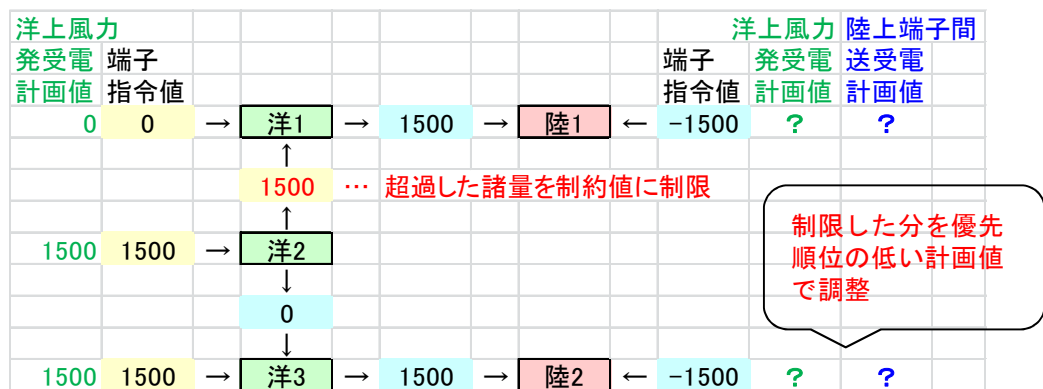 洋上風力 洋上風力 陸上端子間
発受電 端子 端子 発受電 送受電
計画値 指令値 指令値 計画値 計画値
0 0 → 洋1 → 1500 → 陸1 ← -1500 ? ?
↑
1500 … 超過した諸量を制約値に制限
↑
1500 1500 → 洋2
↓
0
↓
1500 1500 → 洋3 → 1500 → 陸2 ← -1500 ? ?
制限した分を優先
順位の低い計画値
で調整